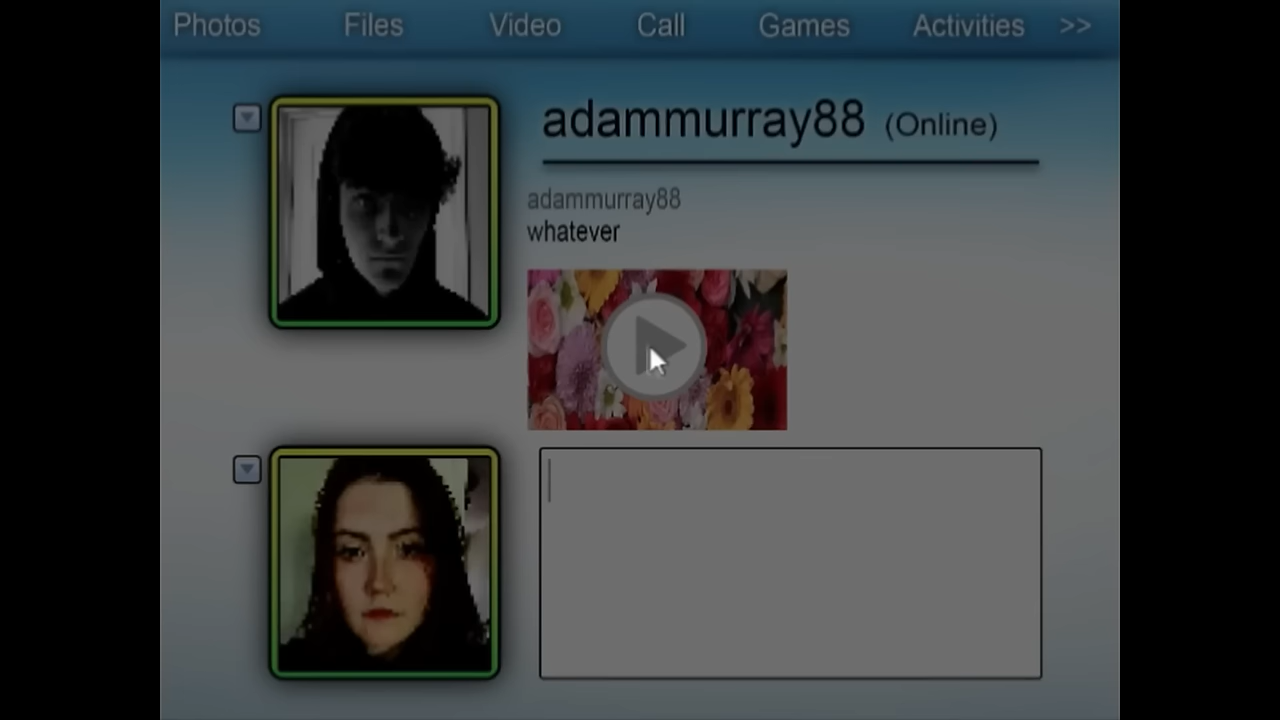 Photos Files Video Call Games Activities >>
adammurray88 (Online)
adammurray88
whatever